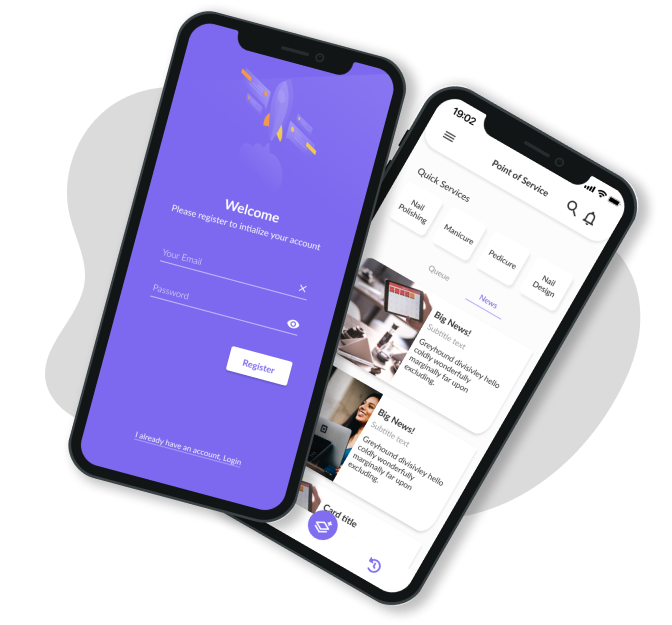 Welcome
Please register to intialize your account
Your Email
Password
Register
I already have an account, Login
19:02
Point of Service
Quick Services
Nail
Polishing
Manicure
Pedicure
Nail
Design
Queue
News
Big News!
Subtitle text
Greyhound divisivley hello
coldly wonderfully
marginally far upon
excluding.
Big News!
Subtitle text
Greyhound divisivley hello
coldly wonderfully
marginally far upon
excluding.
Card title